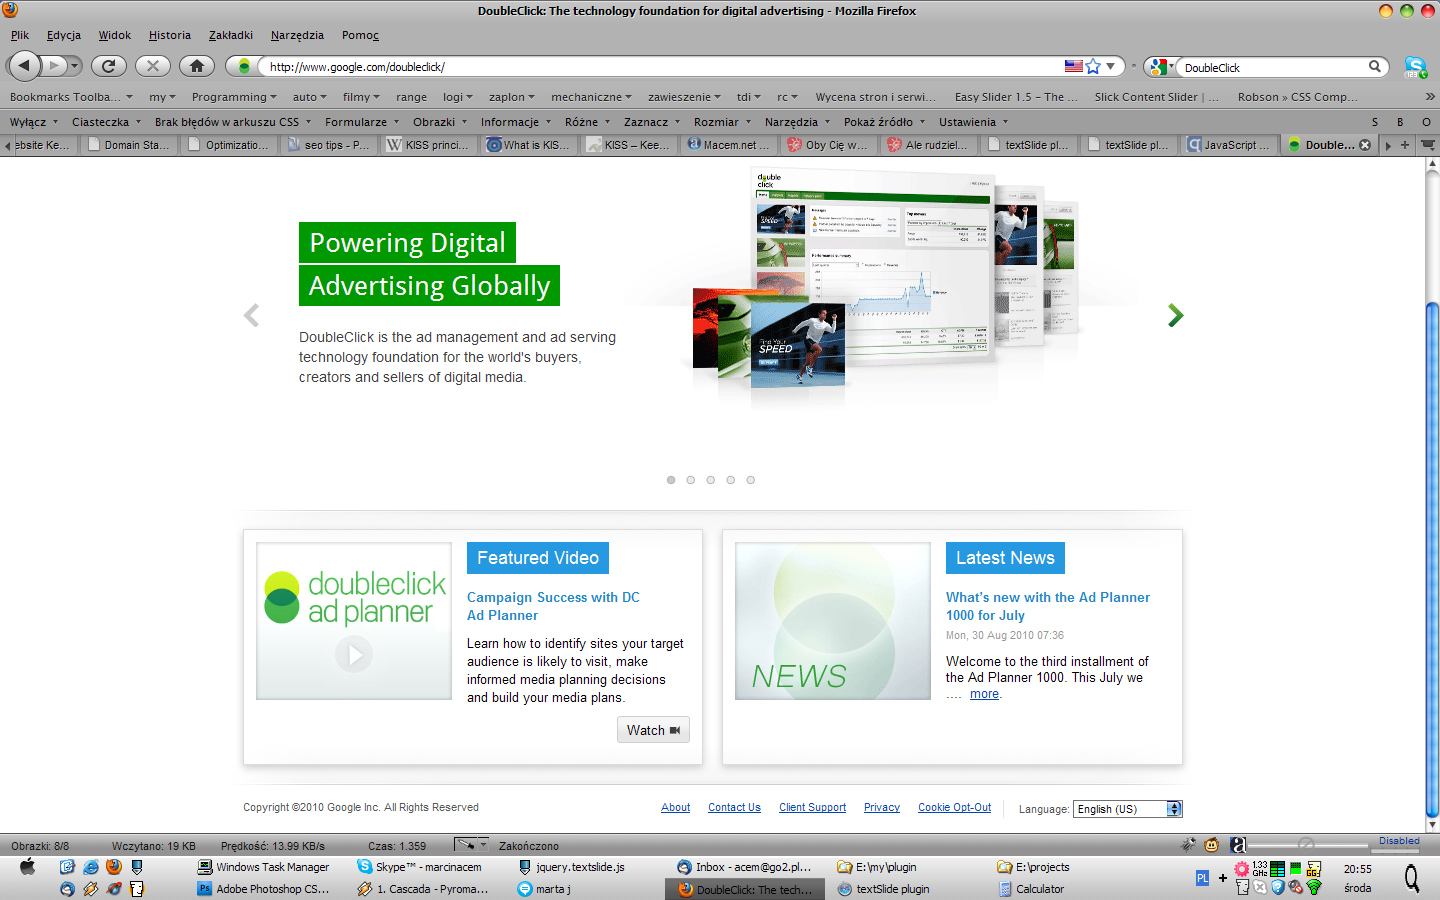 DoubleClick: The technology foundation for digital advertising - Mozilla Firefox
Plik Edycja Widok Historia Zakładki Narzędzia Pomoc
http://www.google.com/doubleclick/
DoubleClick
Bookmarks Toolba... my Programming auto filmy range logi zaplon mechaniczne zawieszenie tdi rc Wycena stron i serwi... Easy Slider 1.5 – The ... Slick Content Slider | ... Robson » CSS Comp...
Wyłącz Ciasteczka Brak błędów w arkuszu CSS Formularze Obrazki Informacje Różne Zaznacz Rozmiar Narzędzia Pokaż źródło Ustawienia S B O
ebsite Ke... Domain Sta... Optimizatio... seo tips - P... KISS princi... What is KIS... KISS – Kee... Macem.net ... Oby Cię w... Ale rudziel... textSlide pl... textSlide pl... JavaScript ... Double...
double
click
Powering Digital
Advertising Globally
DoubleClick is the ad management and ad serving
technology foundation for the world's buyers,
creators and sellers of digital media.
Performance summary
Find Your
SPEED
doubleclick
ad planner
Featured Video
Campaign Success with DC
Ad Planner
Learn how to identify sites your target
audience is likely to visit, make
informed media planning decisions
and build your media plans.
Watch
NEWS
Latest News
What's new with the Ad Planner
1000 for July
Mon, 30 Aug 2010 07:36
Welcome to the third installment of
the Ad Planner 1000. This July we
.... more.
Copyright ©2010 Google Inc. All Rights Reserved
About Contact Us Client Support Privacy Cookie Opt-Out Language: English (US)
Obrazki: 8/8 Wczytano: 19 KB Prędkość: 13.99 KB/s Czas: 1.359 Zakończono Disabled
Windows Task Manager Skype™ - marcinacem jquery.textslide.js Inbox - acem@go2.pl... E:\my\plugin E:\projects
Adobe Photoshop CS... 1. Cascada - Pyroma... marta j DoubleClick: The tech... textSlide plugin Calculator
PL
1.33
GHz
20:55
środa